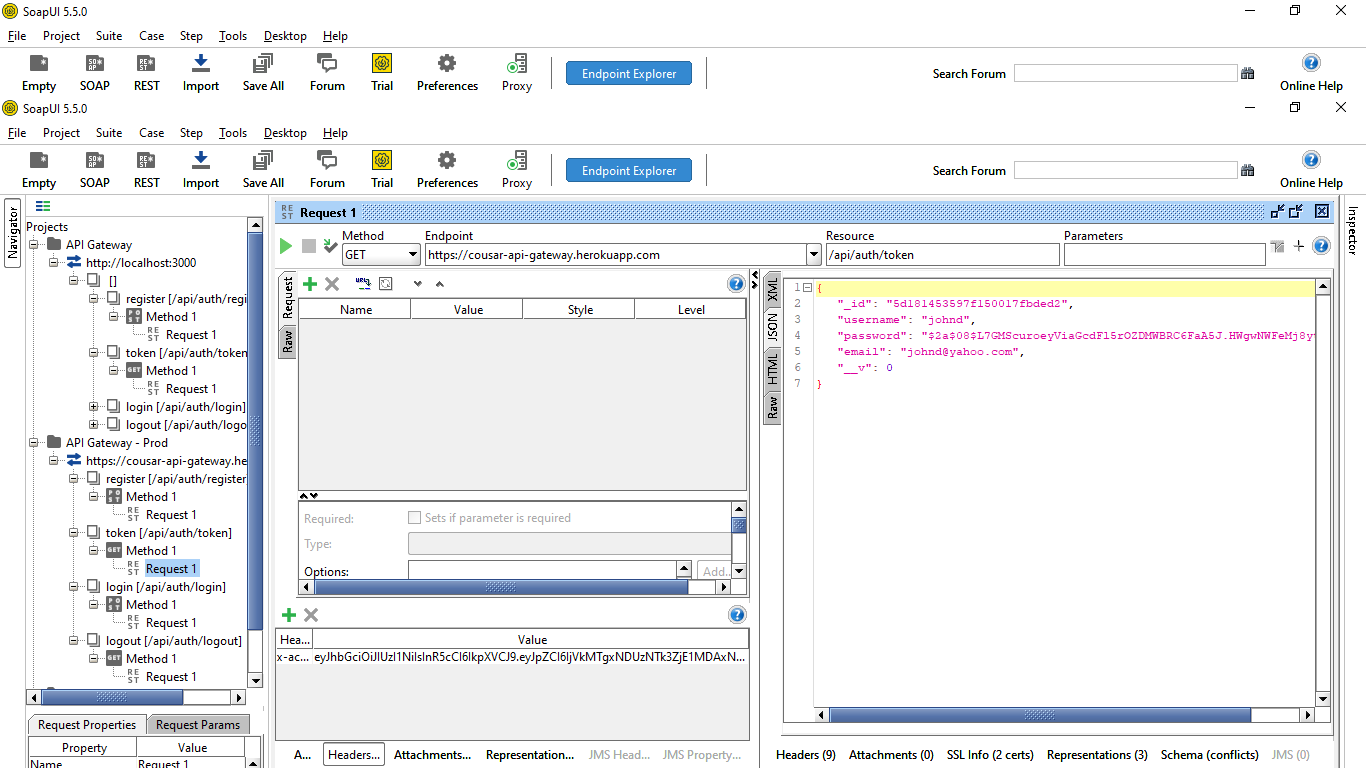 SoapUI 5.5.0
File Project Suite Case Step Tools Desktop Help
Empty SOAP REST Import Save All Forum Trial Preferences Proxy Endpoint Explorer Search Forum Online Help
SoapUI 5.5.0
File Project Suite Case Step Tools Desktop Help
Empty SOAP REST Import Save All Forum Trial Preferences Proxy Endpoint Explorer Search Forum Online Help
Navigator
Projects
API Gateway
http://localhost:3000
[]
register [/api/auth/regi
Method 1
Request 1
token [/api/auth/token
Method 1
Request 1
login [/api/auth/login]
logout [/api/auth/logo
API Gateway - Prod
https://cousar-api-gateway.he
register [/api/auth/register
Method 1
Request 1
token [/api/auth/token]
Method 1
Request 1
login [/api/auth/login]
Method 1
Request 1
logout [/api/auth/logout]
Method 1
Request 1
Request Properties Request Params
Property Value
Name Request 1
Request 1
Method Endpoint Resource Parameters
GET https://cousar-api-gateway.herokuapp.com /api/auth/token
Request
Raw
Name Value Style Level
Required: Sets if parameter is required
Type:
Options: Add..
Hea... Value
x-ac...
A... Headers... Attachments... Representation... JMS Head... JMS Property...
XML
JSON
HTML
Raw
1 {
2 "_id": "5d181453597f150017fbded2",
3 "username": "johnd",
4 "password":
5 "email": "johnd@yahoo.com",
6 "__v": 0
7 }
Headers (9) Attachments (0) SSL Info (2 certs) Representations (3) Schema (conflicts) JMS (0)
Inspector